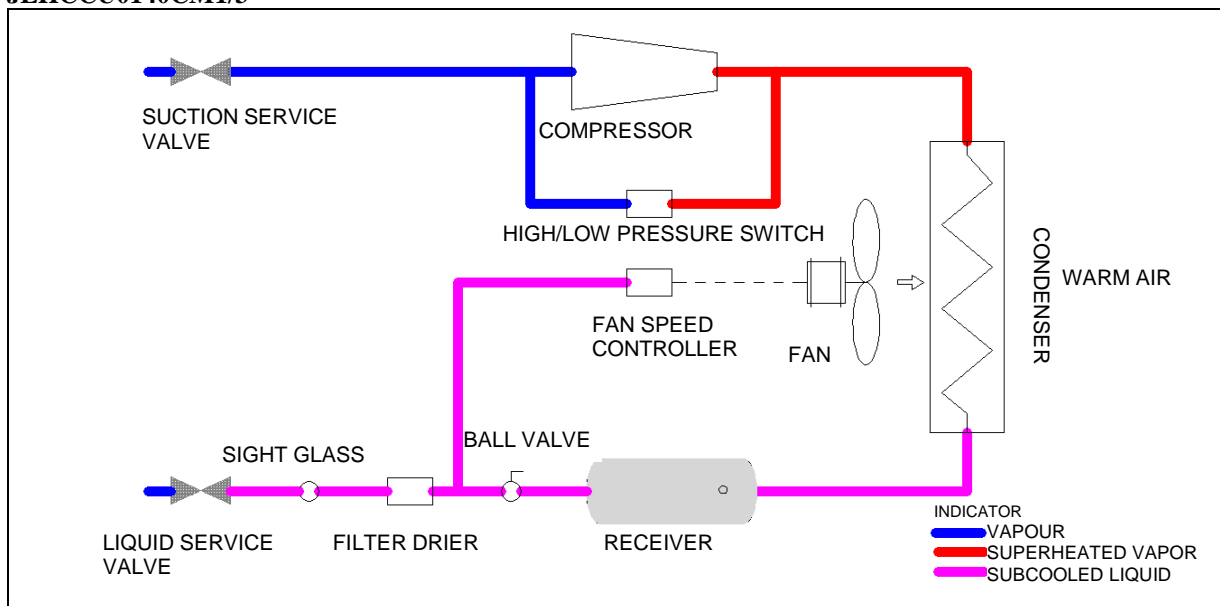 SUCTION SERVICE
VALVE
COMPRESSOR
HIGH/LOW PRESSURE SWITCH
CONDENSER
WARM AIR
FAN SPEED
CONTROLLER
FAN
BALL VALVE
SIGHT GLASS
LIQUID SERVICE
VALVE
FILTER DRIER
RECEIVER
INDICATOR
VAPOUR
SUPERHEATED VAPOR
SUBCOOLED LIQUID